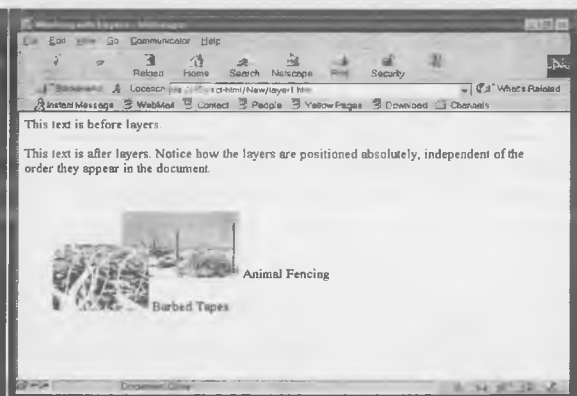 Working with Layers - Netscape
File Edit View Go Communicator Help
Reload Home Search Netscape Print Security
Bookmarks Location: What's Related
Instant Message WebMail Contact People Yellow Pages Download Channels
This text is before layers.
This text is after layers. Notice how the layers are positioned absolutely, independent of the
order they appear in the document.
Animal Fencing
Barbed Tapes
Document: Done